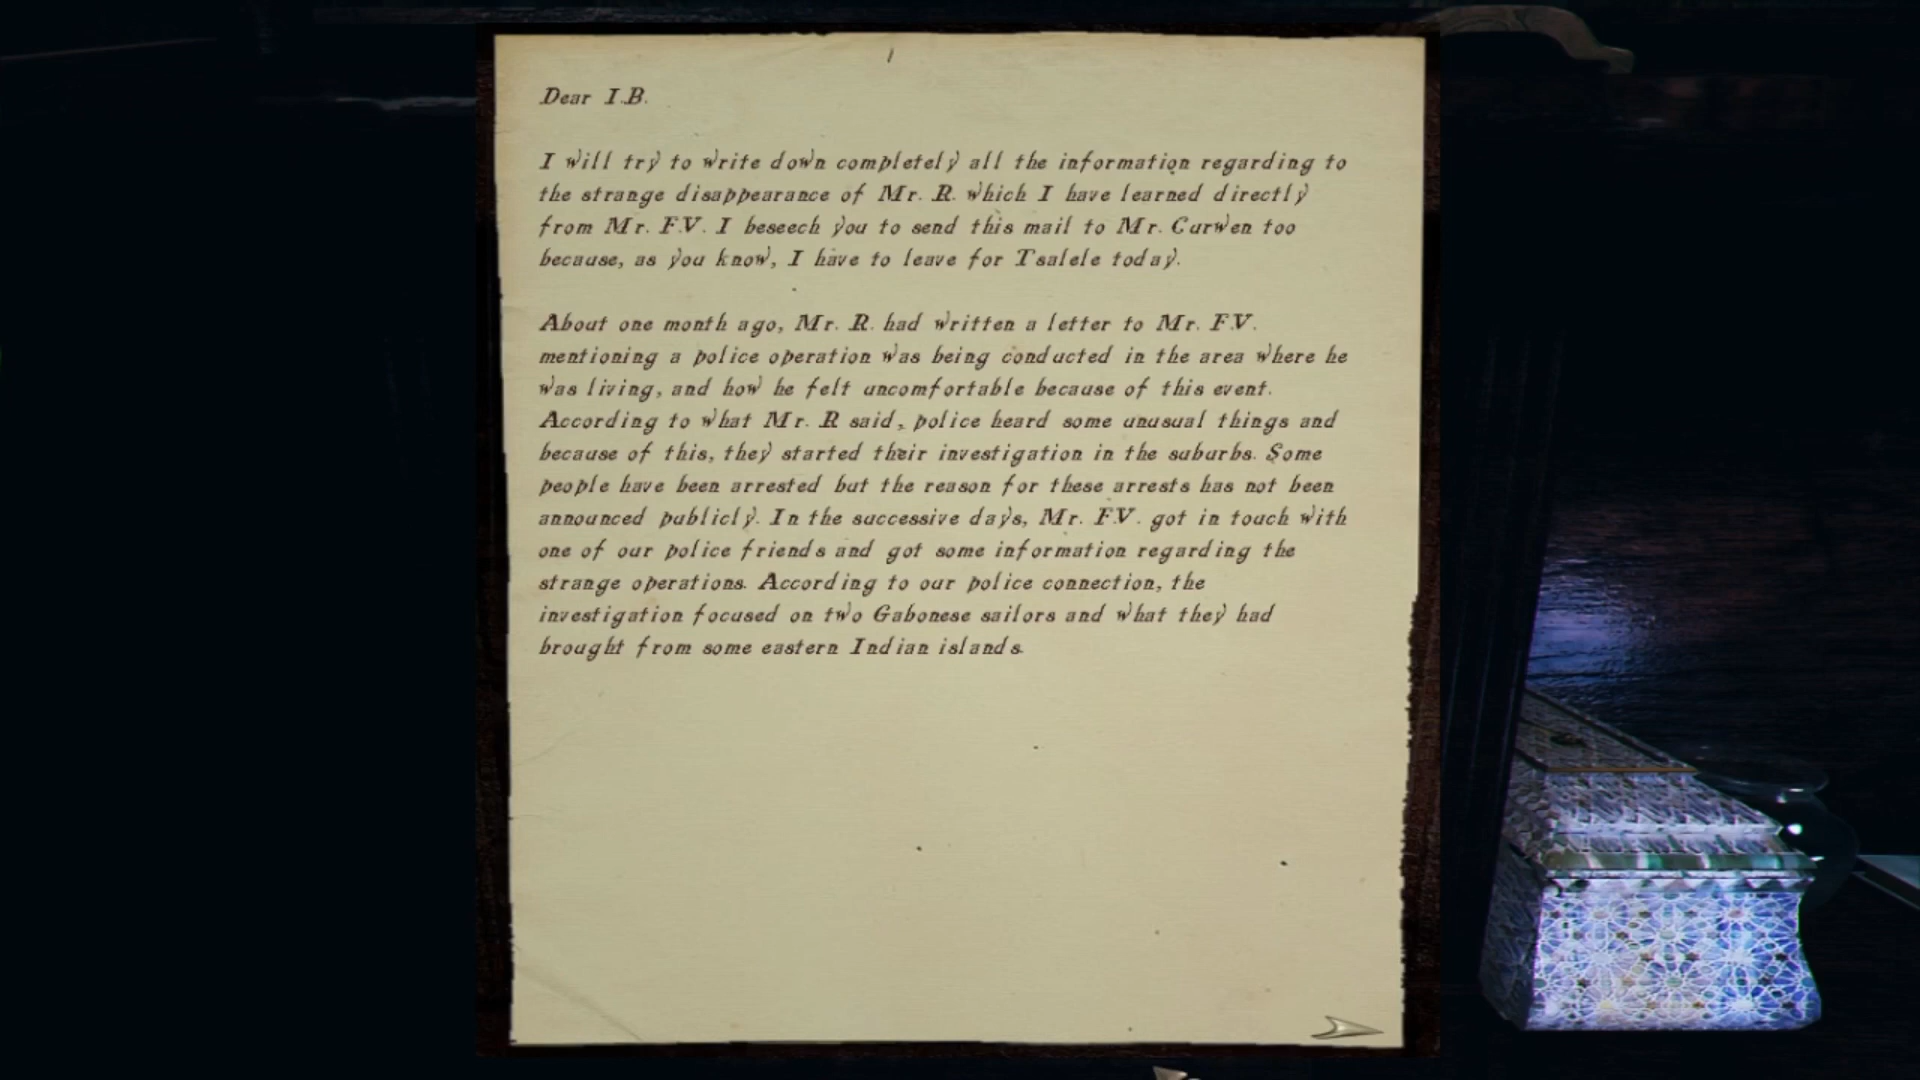 Dear I.B.
I will try to write down completely all the information regarding to
the strange disappearance of Mr. R. which I have learned directly
from Mr. F.V. I beseech you to send this mail to Mr. Curwen too
because, as you know, I have to leave for Tsalele today.
About one month ago, Mr. R. had written a letter to Mr. F.V.
mentioning a police operation was being conducted in the area where he
was living, and how he felt uncomfortable because of this event.
According to what Mr. R said, police heard some unusual things and
because of this, they started their investigation in the suburbs. Some
people have been arrested but the reason for these arrests has not been
announced publicly. In the successive days, Mr. F.V. got in touch with
one of our police friends and got some information regarding the
strange operations. According to our police connection, the
investigation focused on two Gabonese sailors and what they had
brought from some eastern Indian islands.